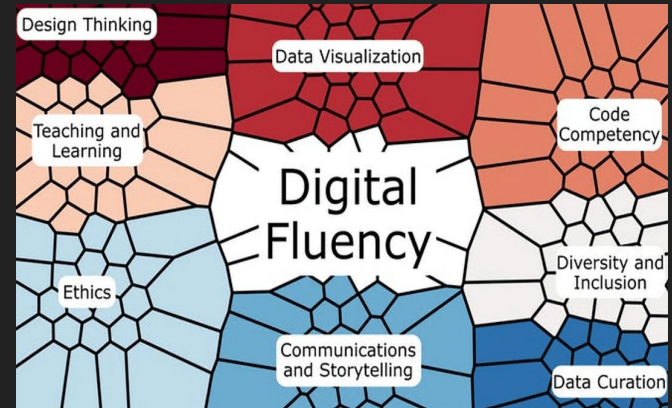 Design Thinking
Data Visualization
Code
Competency
Teaching and
Learning
Digital
Fluency
Diversity and
Inclusion
Ethics
Communications
and Storytelling
Data Curation